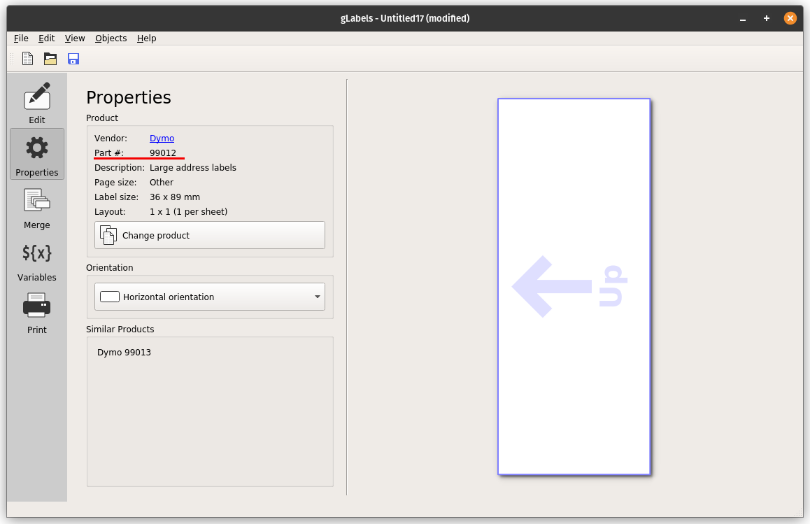 gLabels - Untitled17 (modified)
File Edit View Objects Help
Edit
Properties
Merge
${x}
Variables
Print
Properties
Product
Vendor: Dymo
Part #: 99012
Description: Large address labels
Page size: Other
Label size: 36 x 89 mm
Layout: 1 x 1 (1 per sheet)
Change product
Orientation
Horizontal orientation
Similar Products
Dymo 99013
Up